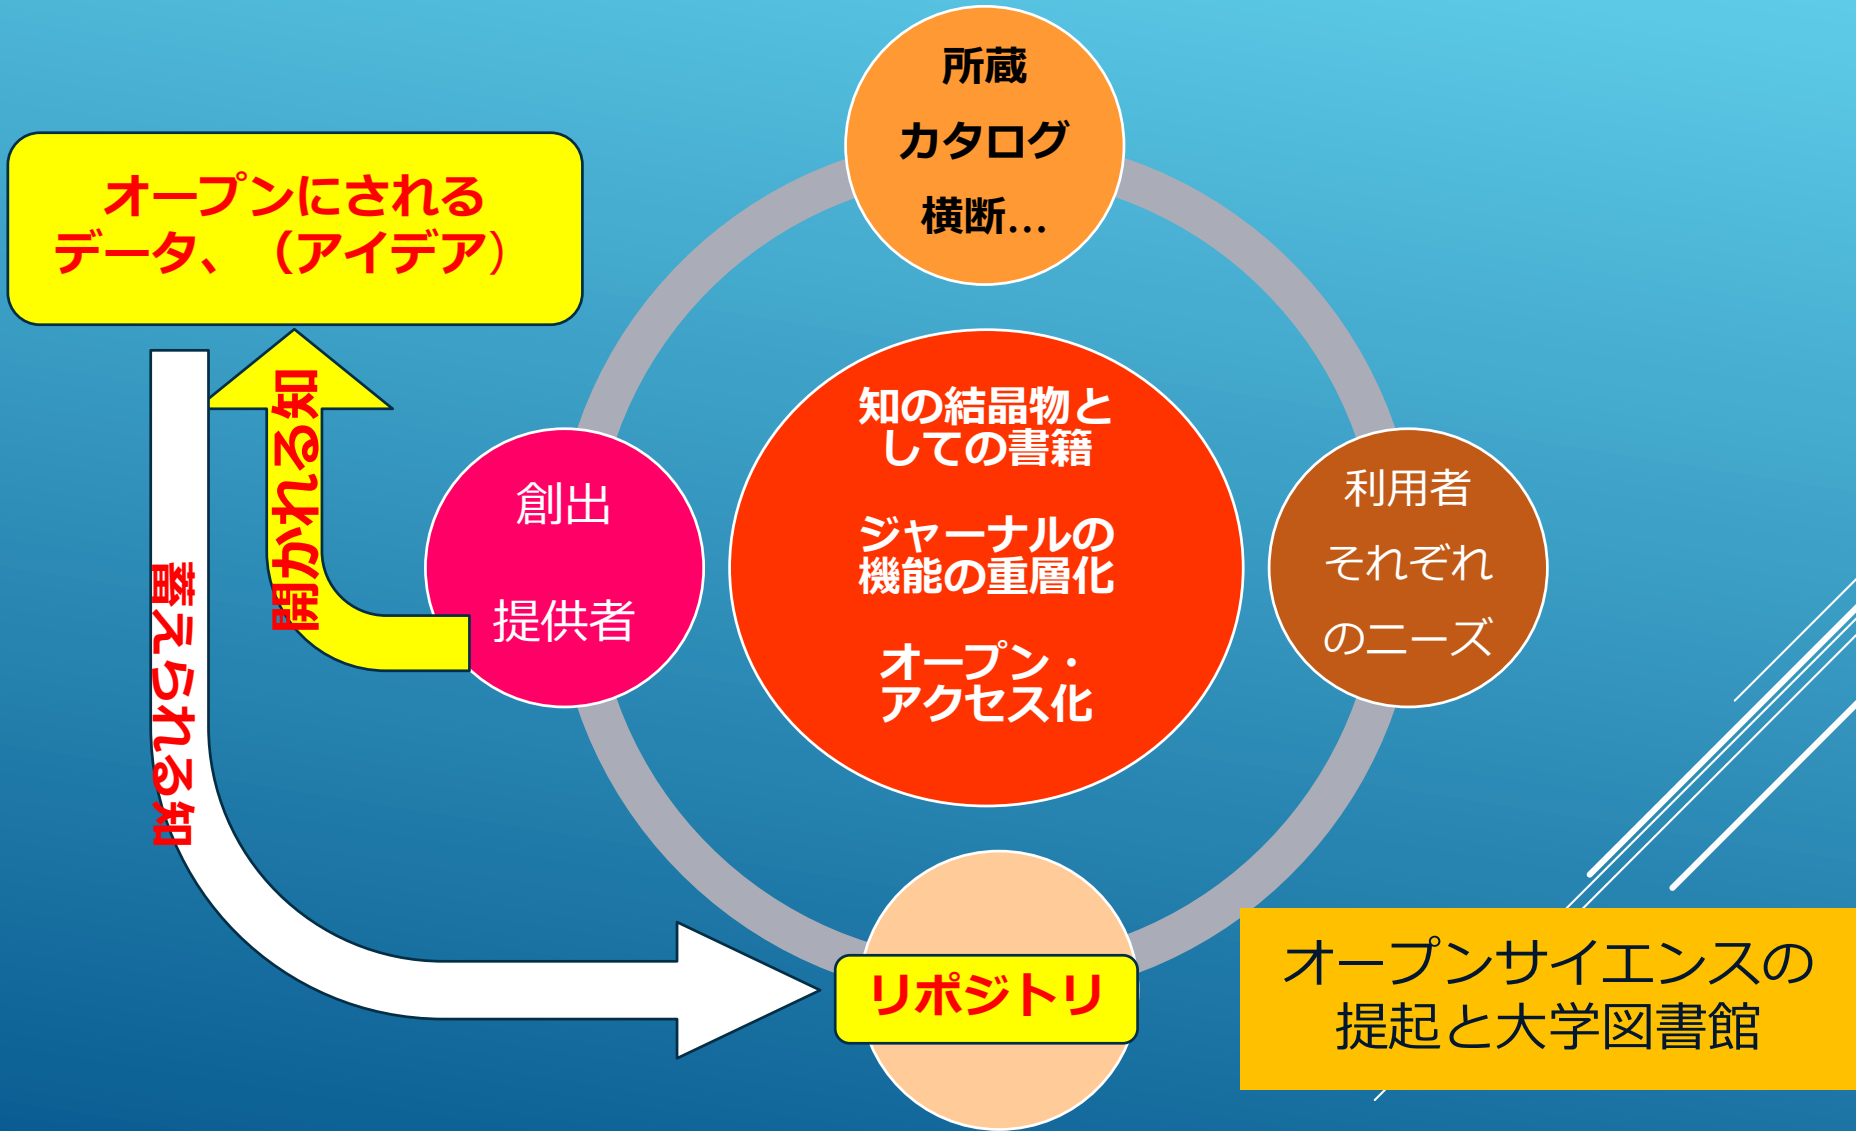 所蔵
カタログ
横断…
オープンにされる
データ、（アイデア）
開かれる知
蓄えられる知
創出
提供者
知の結晶物と
しての書籍
ジャーナルの
機能の重層化
オープン・
アクセス化
利用者
それぞれ
のニーズ
リポジトリ
オープンサイエンスの
提起と大学図書館